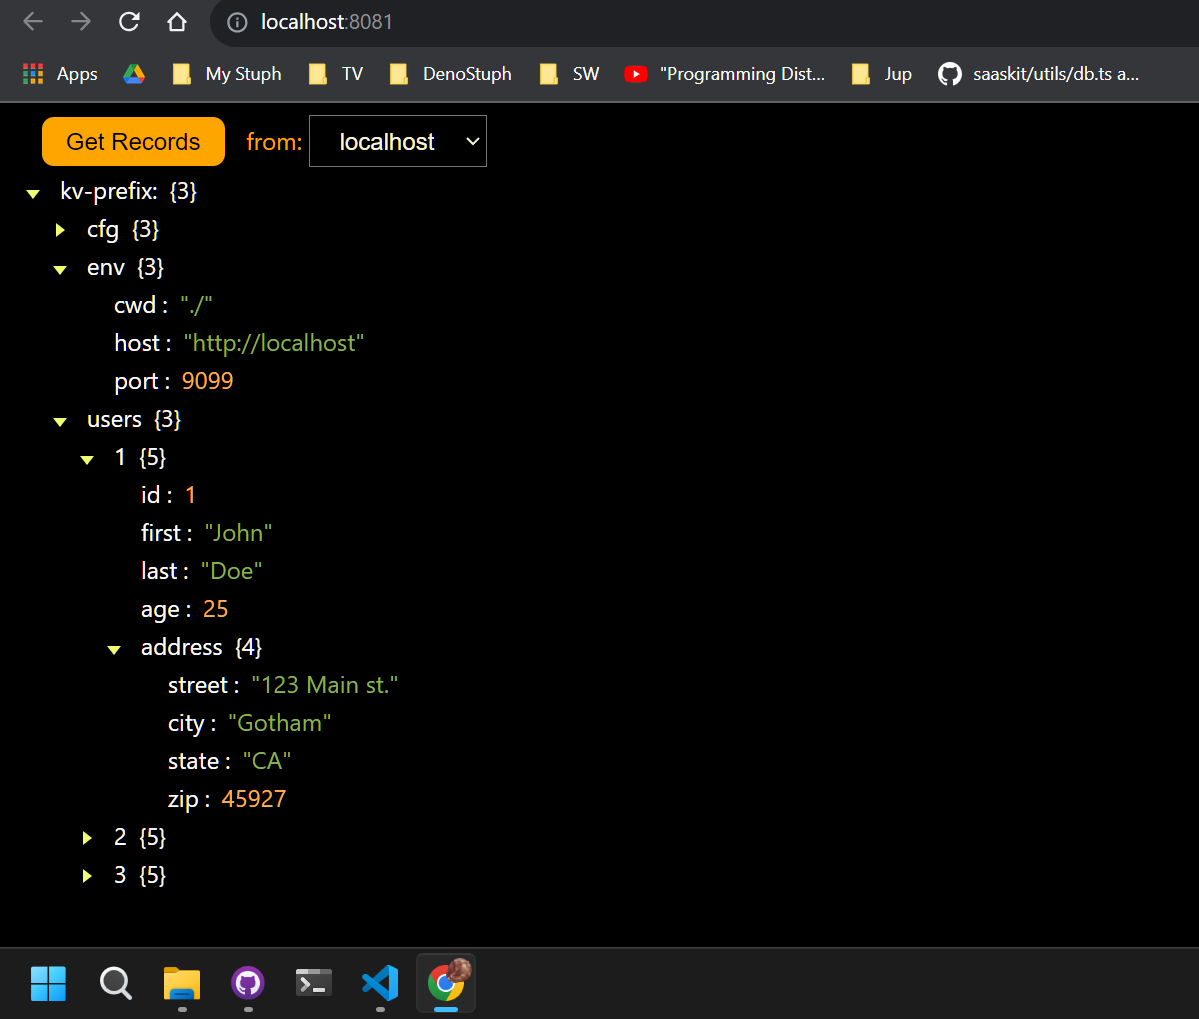 localhost:8081
Apps My Stuph TV DenoStuph SW "Programming Dist... Jup saaskit/utils/db.ts a...
Get Records from: localhost
kv-prefix: {3}
cfg {3}
env {3}
cwd : "./"
host : "http://localhost"
port : 9099
users {3}
1 {5}
id : 1
first : "John"
last : "Doe"
age : 25
address {4}
street : "123 Main st."
city : "Gotham"
state : "CA"
zip : 45927
2 {5}
3 {5}